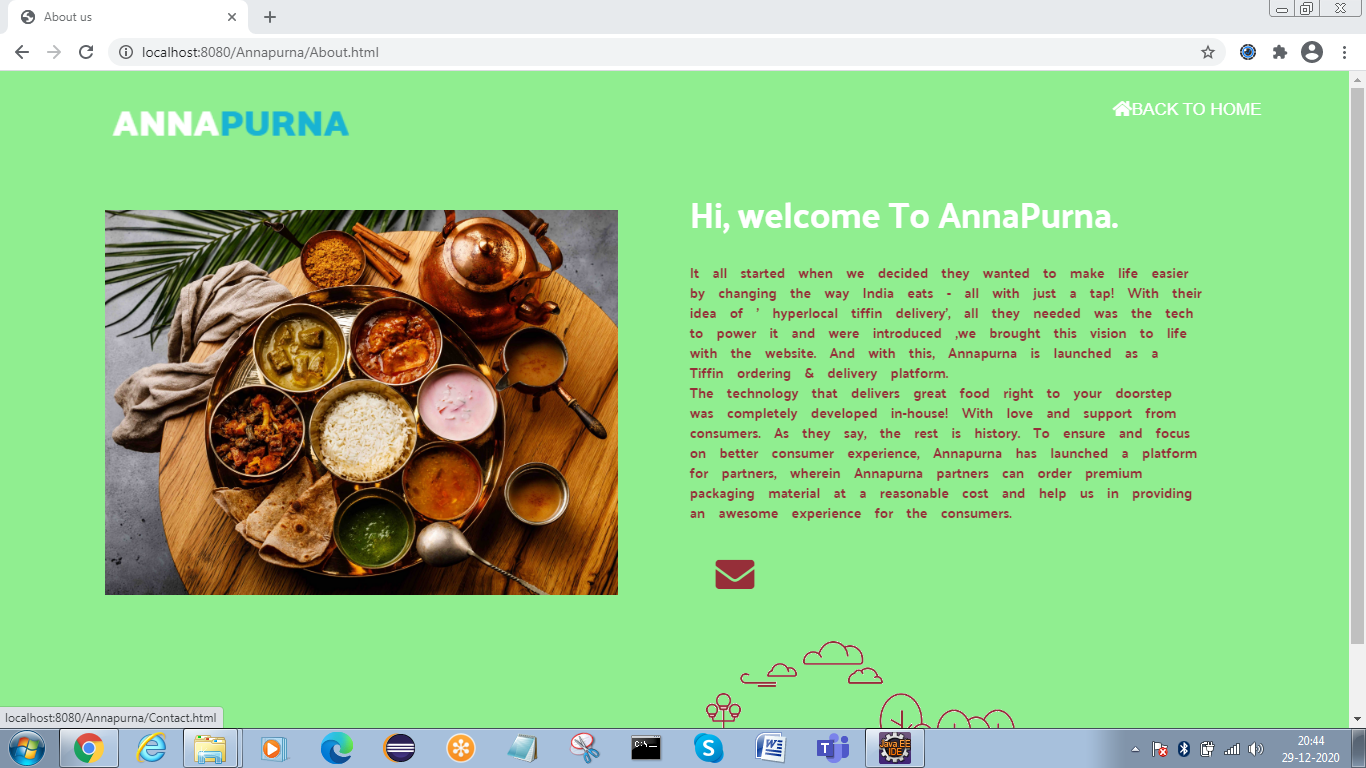 About us
localhost:8080/Annapurna/About.html
ANNAPURNA
BACK TO HOME
Hi, welcome To AnnaPurna.
It all started when we decided they wanted to make life easier
by changing the way India eats - all with just a tap! With their
idea of ' hyperlocal tiffin delivery', all they needed was the tech
to power it and were introduced ,we brought this vision to life
with the website. And with this, Annapurna is launched as a
Tiffin ordering & delivery platform.
The technology that delivers great food right to your doorstep
was completely developed in-house! With love and support from
consumers. As they say, the rest is history. To ensure and focus
on better consumer experience, Annapurna has launched a platform
for partners, wherein Annapurna partners can order premium
packaging material at a reasonable cost and help us in providing
an awesome experience for the consumers.
localhost:8080/Annapurna/Contact.html
C:\_
S
W
T
Java EE
IDE
20:44
29-12-2020